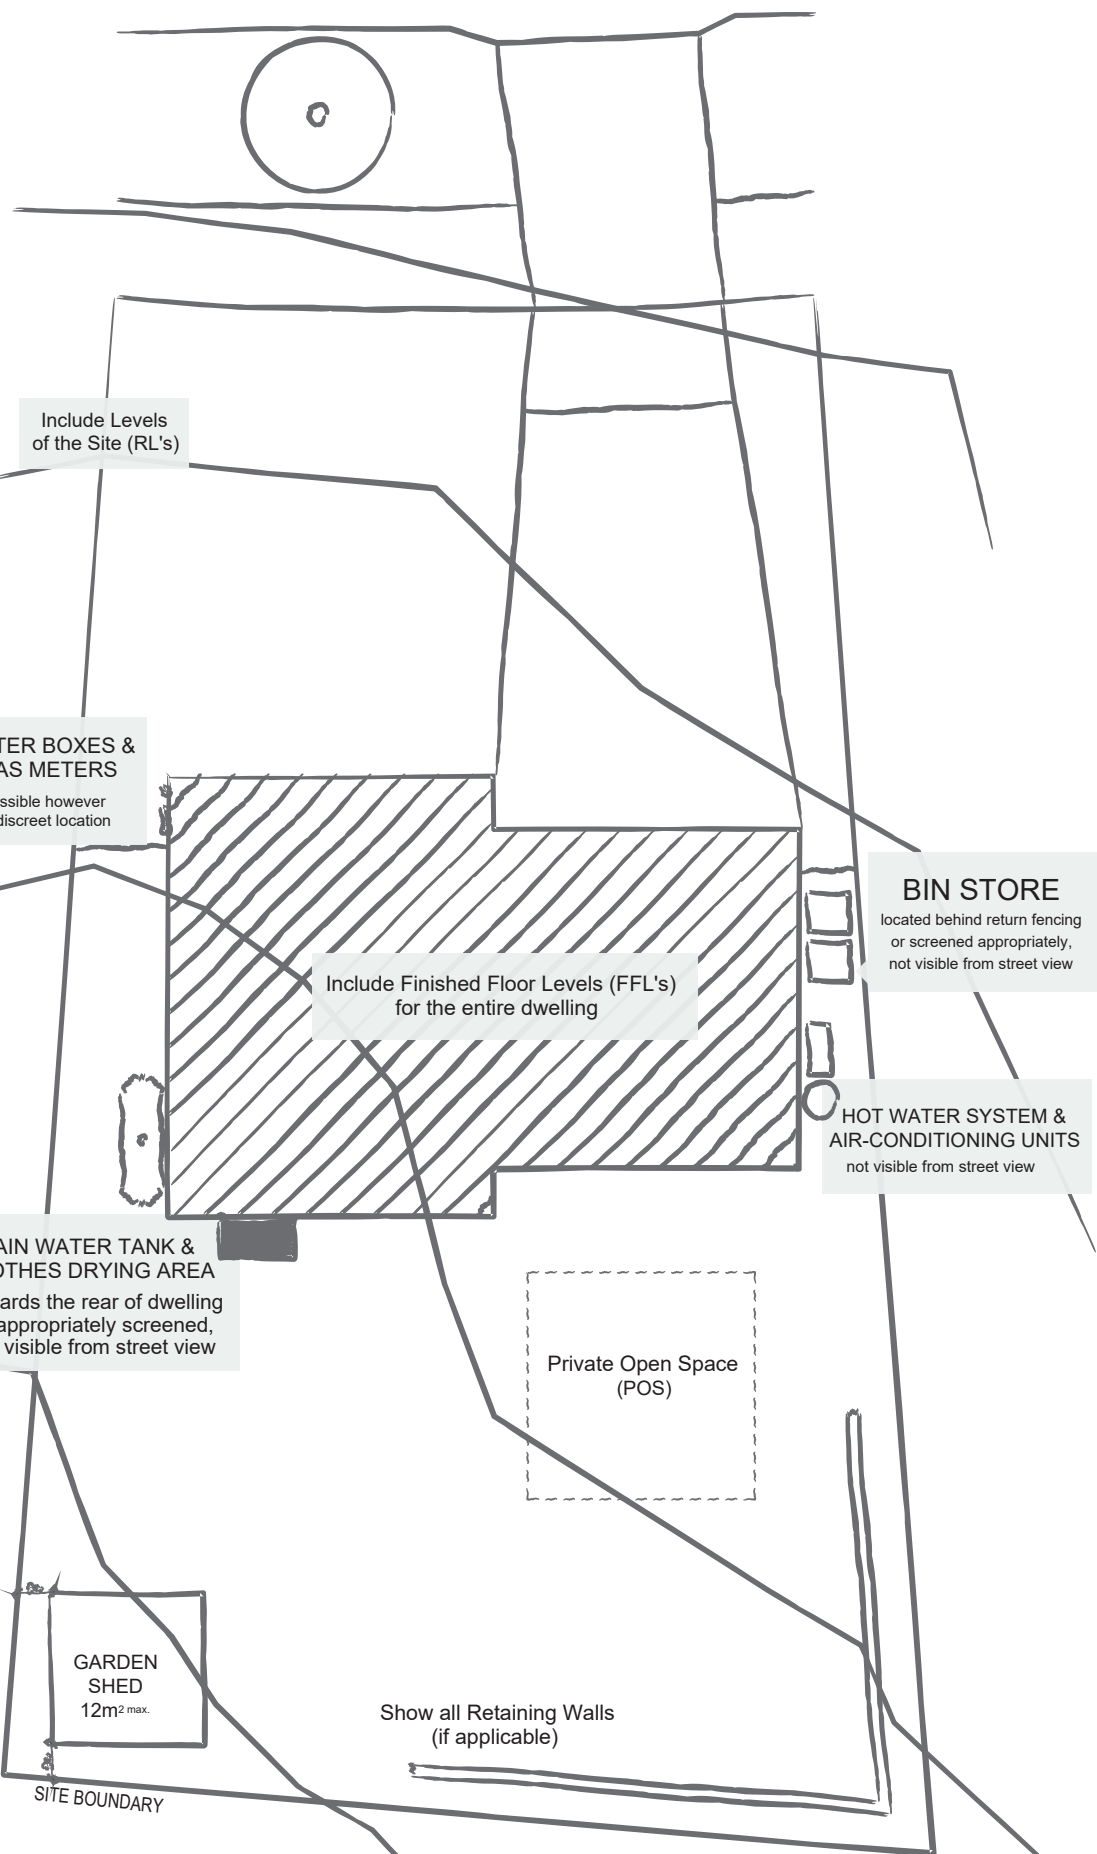 Include Levels
of the Site (RL's)
TER BOXES &
AS METERS
ssible however
discreet location
BIN STORE
located behind return fencing
or screened appropriately,
not visible from street view
Include Finished Floor Levels (FFL's)
for the entire dwelling
HOT WATER SYSTEM &
AIR-CONDITIONING UNITS
not visible from street view
AIN WATER TANK &
OTHES DRYING AREA
ards the rear of dwelling
appropriately screened,
visible from street view
Private Open Space
(POS)
GARDEN
SHED
12m² max.
Show all Retaining Walls
(if applicable)
SITE BOUNDARY